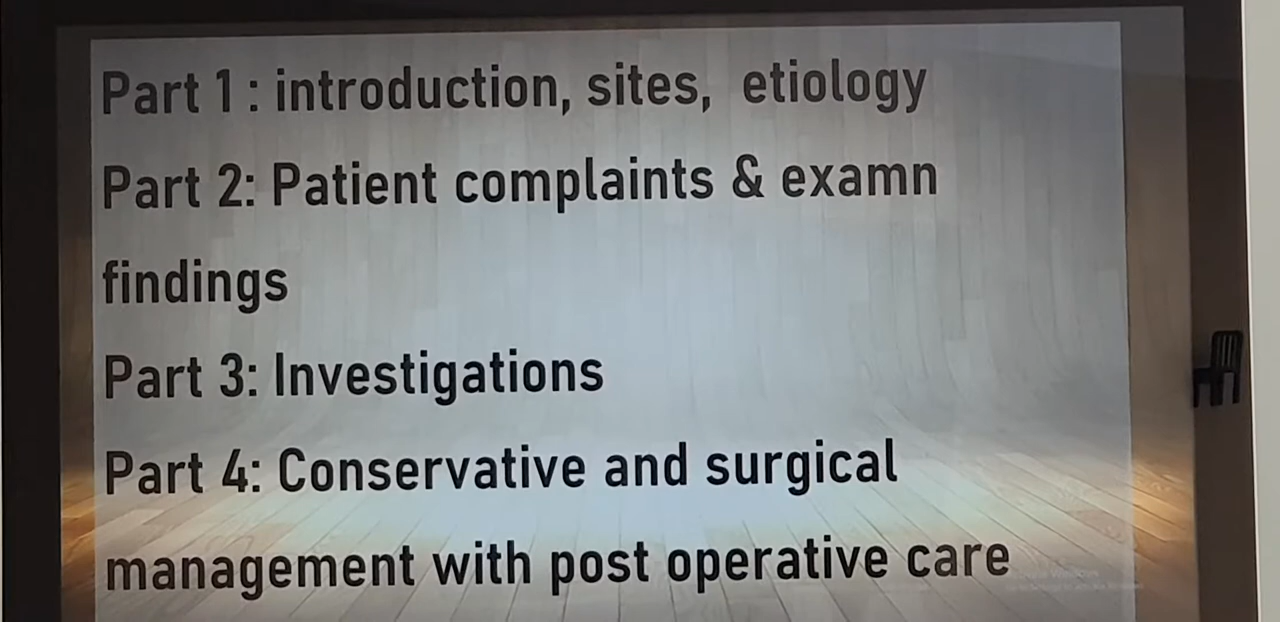 Part 1 : introduction, sites, etiology
Part 2: Patient complaints & examn
findings
Part 3: Investigations
Part 4: Conservative and surgical
management with post operative care